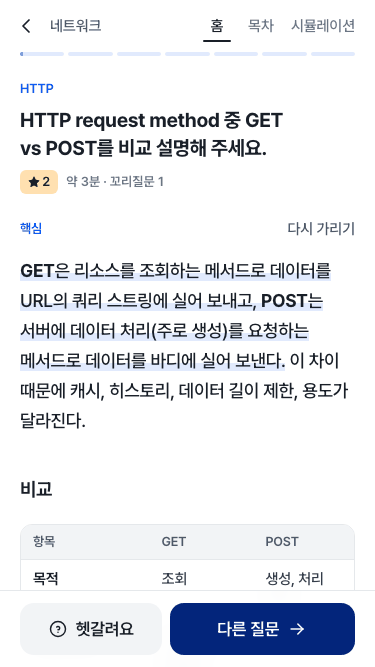 네트워크
홈 목차 시뮬레이션
HTTP
HTTP request method 중 GET
vs POST를 비교 설명해 주세요.
★ 2 약 3분 · 꼬리질문 1
핵심 다시 가리기
GET은 리소스를 조회하는 메서드로 데이터를
URL의 쿼리 스트링에 실어 보내고, POST는
서버에 데이터 처리(주로 생성)를 요청하는
메서드로 데이터를 바디에 실어 보낸다. 이 차이
때문에 캐시, 히스토리, 데이터 길이 제한, 용도가
달라진다.
비교
항목 GET POST
목적 조회 생성, 처리
헷갈려요 다른 질문 →